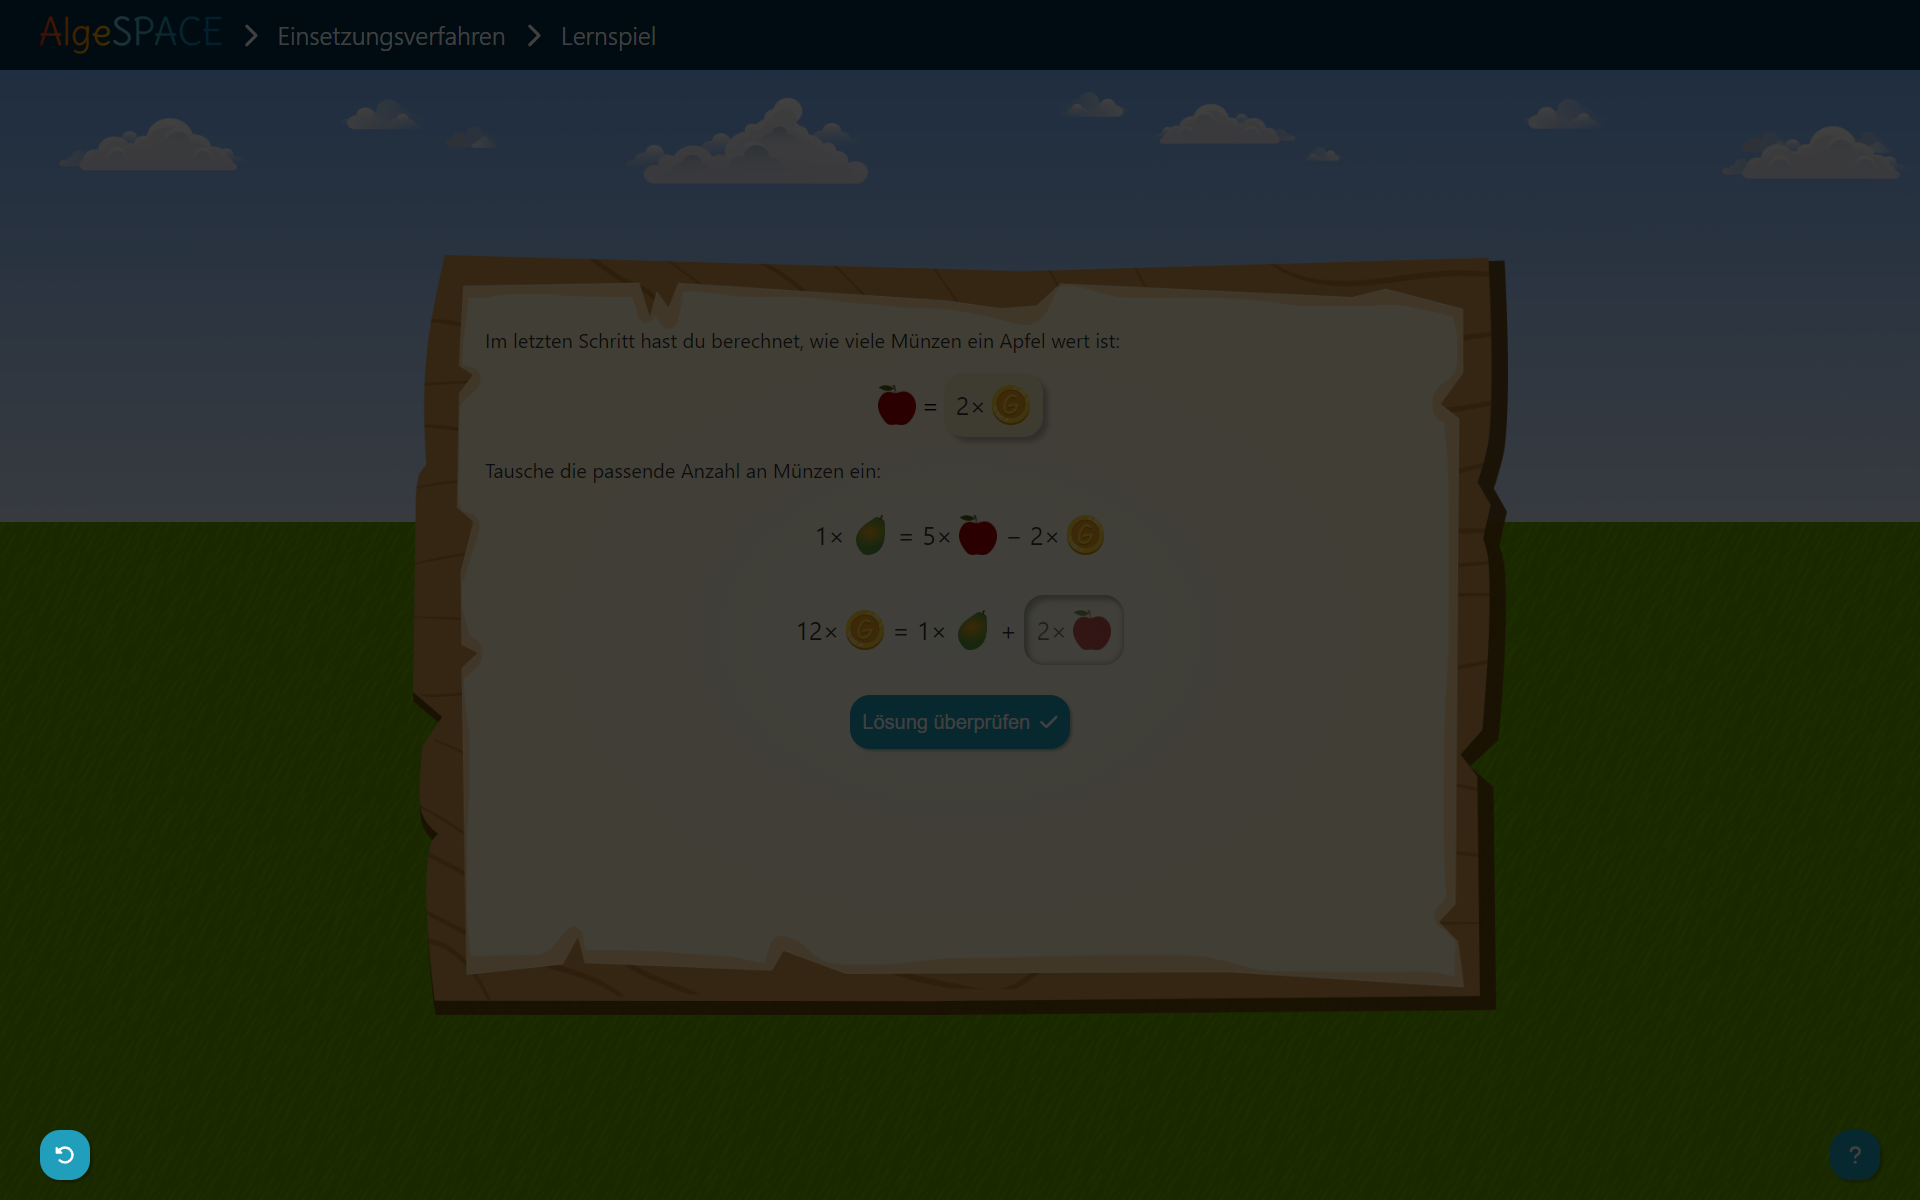 AlgeSPACE > Einsetzungsverfahren > Lernspiel
Im letzten Schritt hast du berechnet, wie viele Münzen ein Apfel wert ist:
= 2× G
Tausche die passende Anzahl an Münzen ein:
1× = 5× − 2× G
12× G = 1× + 2×
Lösung überprüfen ✓
?